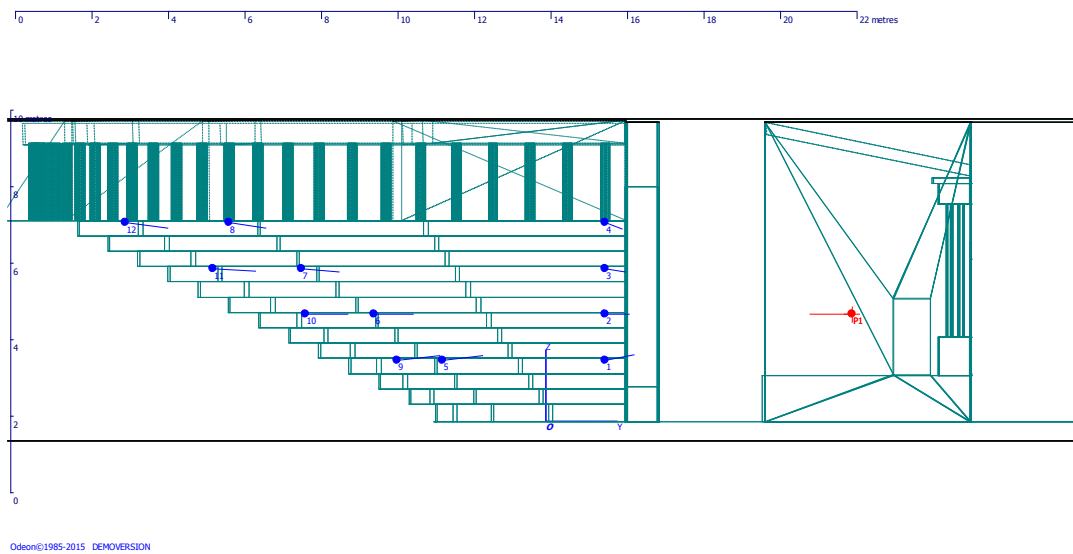 0 2 4 6 8 10 12 14 16 18 20 22 metres
10 metres
8
12 8 4
6
11 7 3
10 6 2
P1
4
Z
9 5 1
2
O Y
0
Odeon©1985-2015 DEMOVERSION